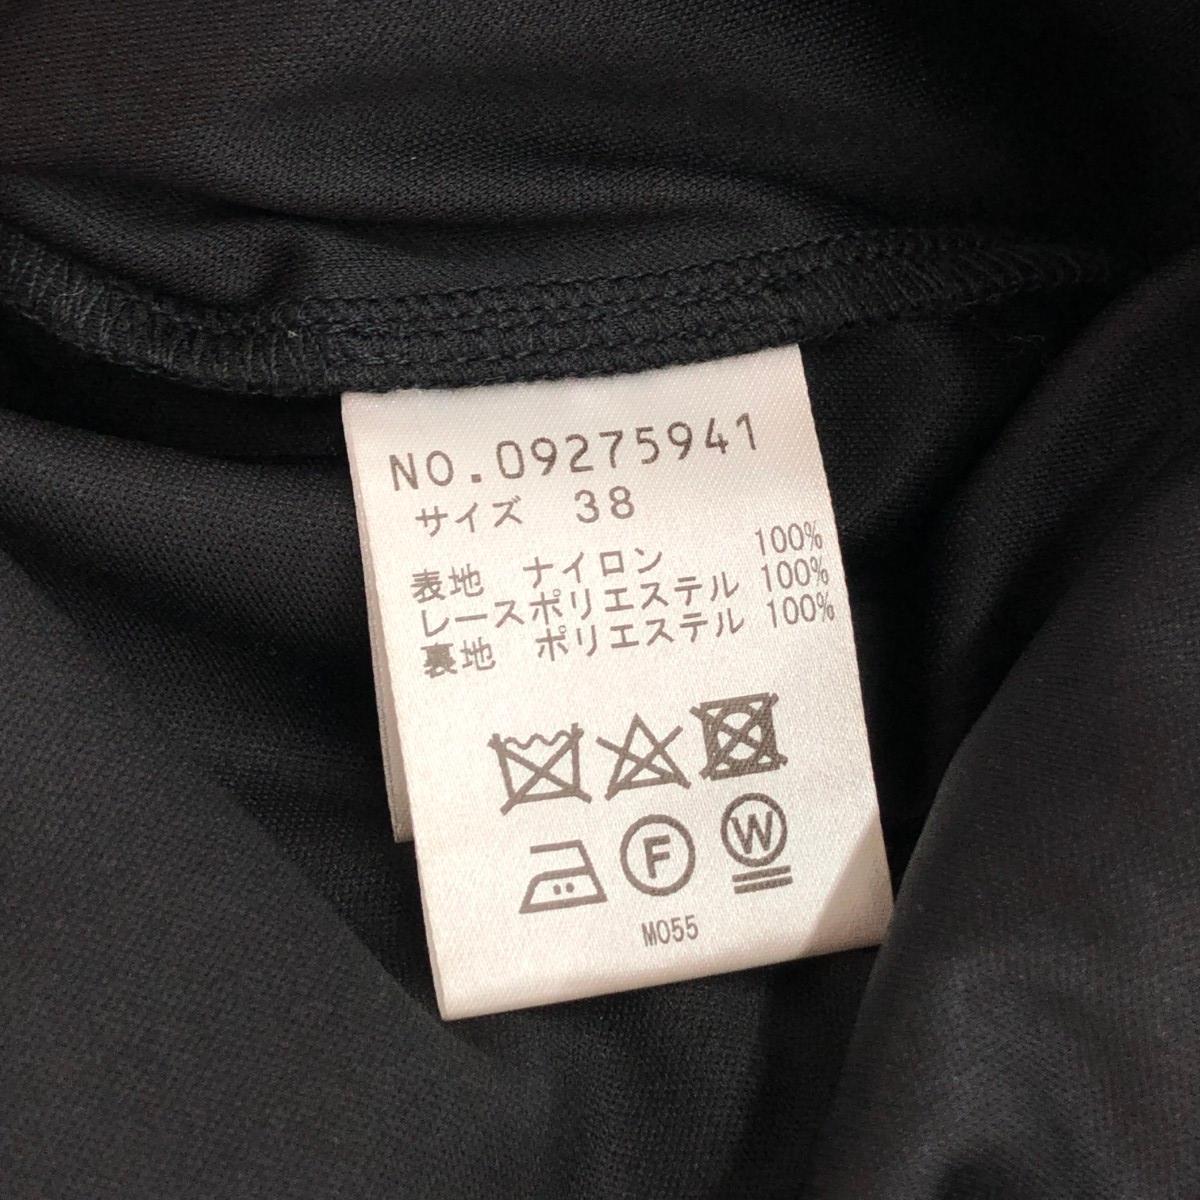 NO.09275941
サイズ 38
表地 ナイロン 100%
レースポリエステル 100%
裏地 ポリエステル 100%
F W
M055